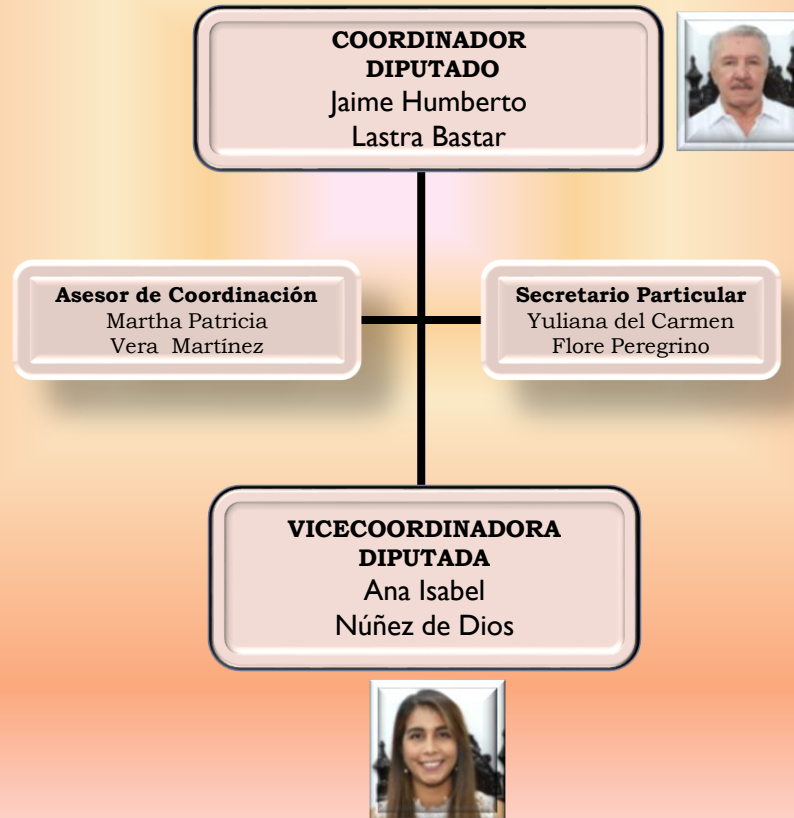 COORDINADOR
DIPUTADO
Jaime Humberto
Lastra Bastar
Asesor de Coordinación
Martha Patricia
Vera Martínez
Secretario Particular
Yuliana del Carmen
Flore Peregrino
VICECOORDINADORA
DIPUTADA
Ana Isabel
Núñez de Dios